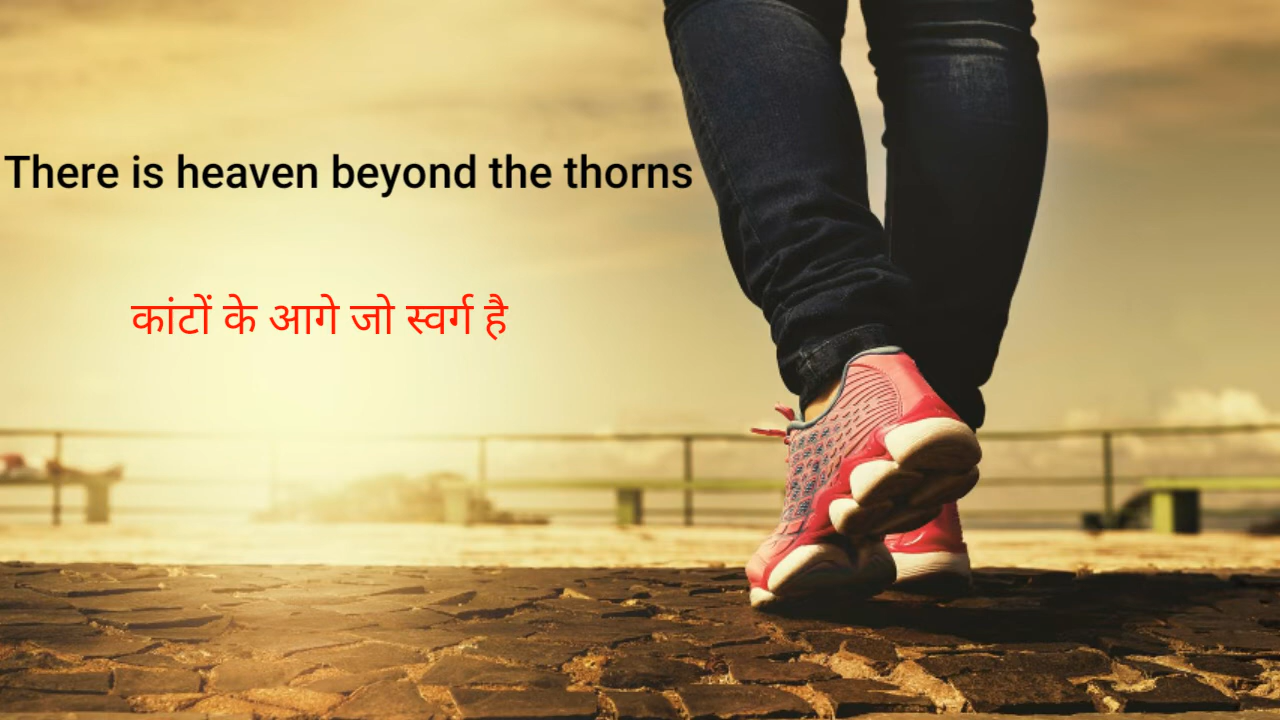 There is heaven beyond the thorns
कांटों के आगे जो स्वर्ग है